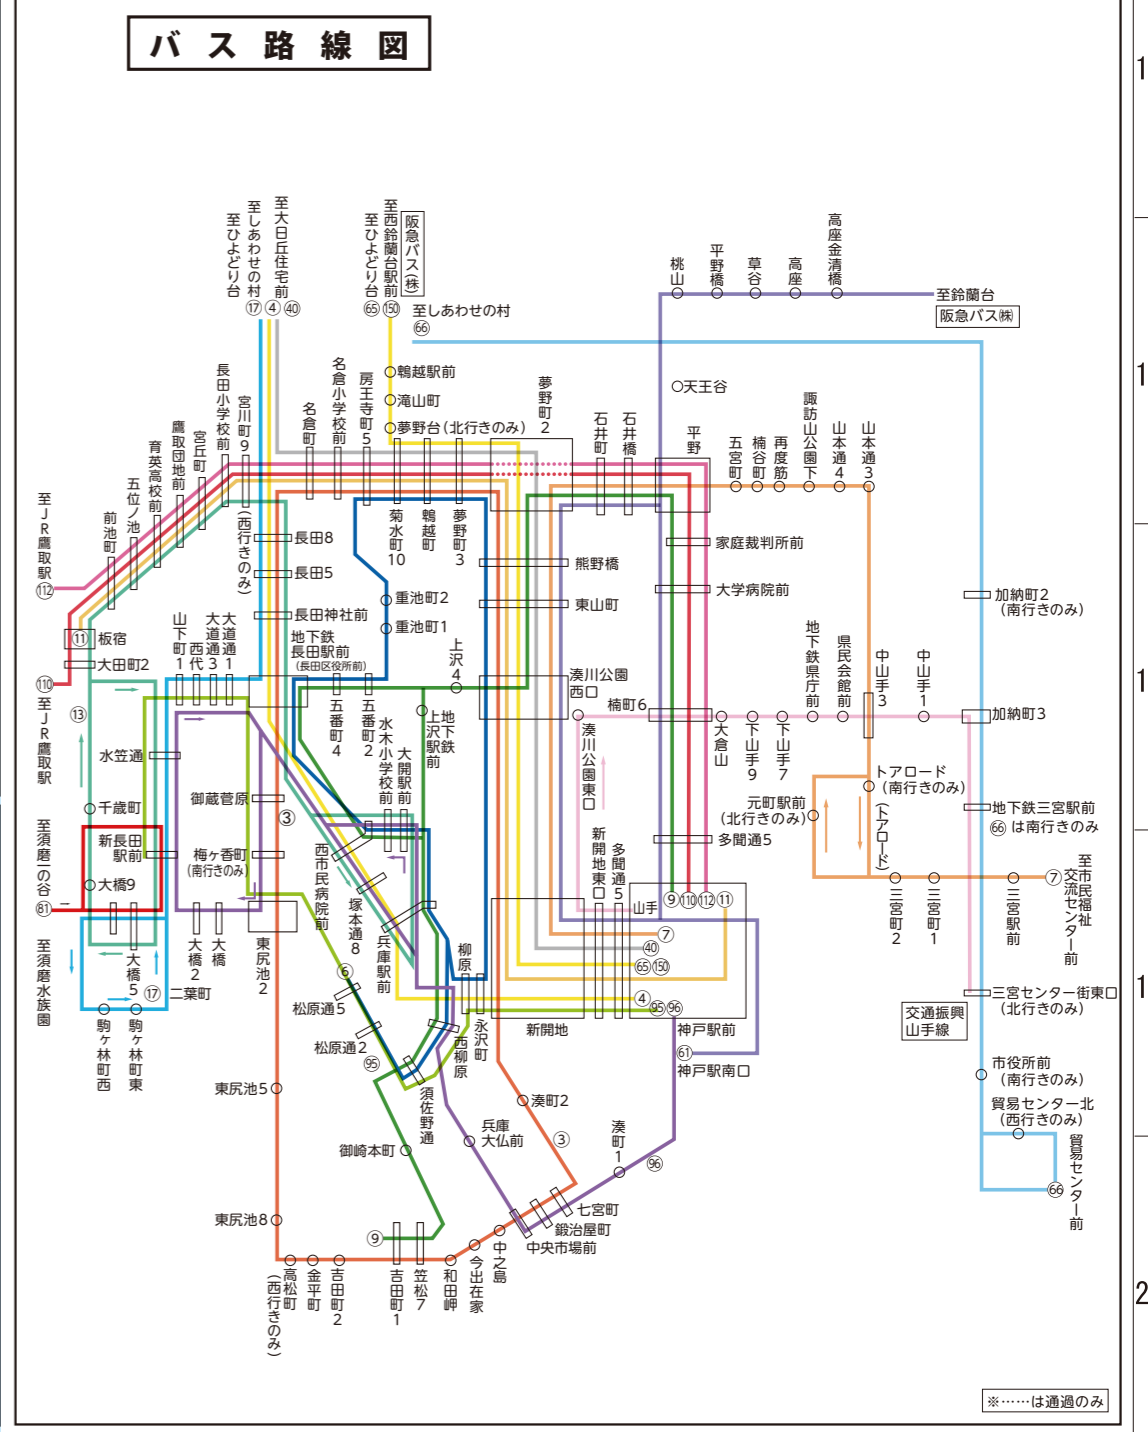 バス路線図
至ひよどり台
至しあわせの村
⑰
至大日丘住宅前
④
㊵
至ひよどり台
65
至西鈴蘭台駅前
150
阪急バス(株)
至しあわせの村
66
桃山
平野橋
草谷
高座
高座金清橋
至鈴蘭台
阪急バス㈱
天王谷
鵯越駅前
滝山町
夢野台(北行きのみ)
夢野町2
石井町
石井橋
平野
五宮町
楠谷町
再度筋
諏訪山公園下
山本通4
山本通3
至JR鷹取駅
112
前池町
五位ノ池
育英高校前
鷹取団地前
宮丘町
長田小学校前
宮川町9
(西行きのみ)
名倉町
名倉小学校前
房王寺町5
菊水町10
鵯越町
夢野町3
熊野橋
東山町
家庭裁判所前
大学病院前
長田8
長田5
長田神社前
地下鉄
長田駅前
(長田区役所前)
重池町2
重池町1
上沢4
湊川公園
西口
楠町6
湊川公園東口
大倉山
下山手9
下山手7
地下鉄県庁前
県民会館前
中山手3
中山手1
加納町2
(南行きのみ)
加納町3
⑪
板宿
大田町2
110
至JR鷹取駅
⑬
山下町1
西代
大道通3
大道通1
水笠通
千歳町
御蔵菅原
③
五番町4
五番町2
水木小学校前
大開駅前
地下鉄
上沢駅前
元町駅前
(北行きのみ)
トアロード
(南行きのみ)
(トアロード)
地下鉄三宮駅前
66 は南行きのみ
至須磨一の谷
81
新長田
駅前
大橋9
梅ヶ香町
(南行きのみ)
西市民病院前
塚本通8
兵庫駅前
新開地東口
多聞通5
多聞通5
山手
⑨
110
112
⑪
三宮町2
三宮町1
三宮駅前
⑦
至市民福祉
交流センター前
至須磨水族園
大橋5
⑰
二葉町
大橋2
大橋
東尻池2
駒ヶ林町西
駒ヶ林町東
⑥
松原通5
松原通2
95
柳原
永沢町
西柳原
新開地
⑦
㊵
65
150
④
95
96
神戸駅前
61
神戸駅南口
三宮センター街東口
(北行きのみ)
交通振興
山手線
市役所前
(南行きのみ)
貿易センター北
(西行きのみ)
貿易センター前
66
東尻池5
御崎本町
須佐野通
湊町2
兵庫
大仏前
③
湊町1
96
東尻池8
⑨
七宮町
鍛冶屋町
中央市場前
中之島
今出在家
和田岬
笠松7
吉田町1
吉田町2
金平町
高松町
(西行きのみ)
※……は通過のみ
1
1
1
1
2